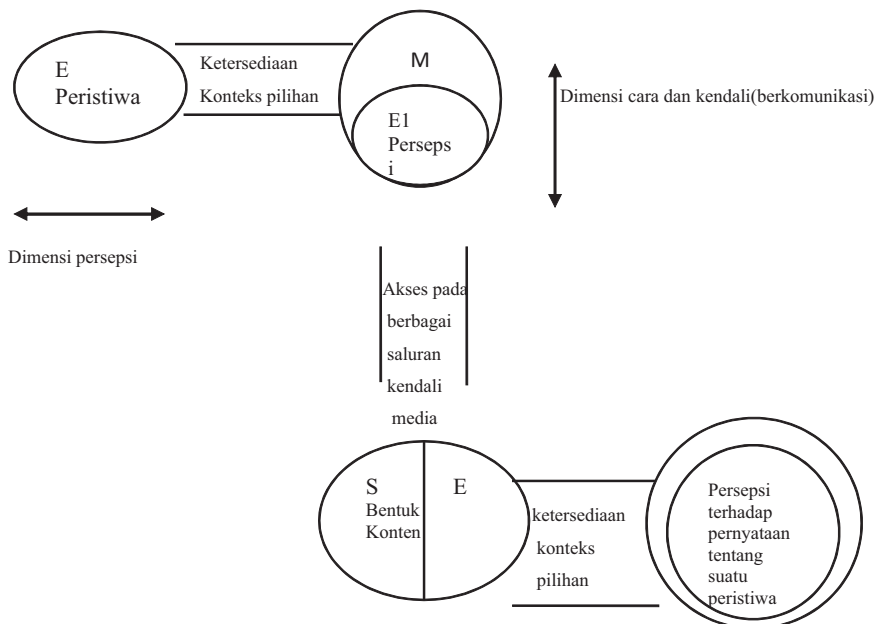 E
Peristiwa
Ketersediaan
Konteks pilihan
M
E1
Perseps
i
Dimensi cara dan kendali(berkomunikasi)
Dimensi persepsi
Akses pada
berbagai
saluran
kendali
media
S
Bentuk
Konten
E
ketersediaan
konteks
pilihan
Persepsi
terhadap
pernyataan
tentang
suatu
peristiwa